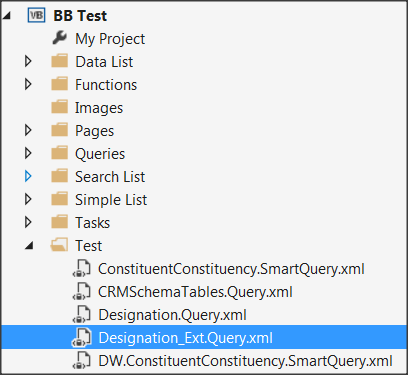 VB BB Test
My Project
Data List
Functions
Images
Pages
Queries
Search List
Simple List
Tasks
Test
ConstituentConstituency.SmartQuery.xml
CRMSchemaTables.Query.xml
Designation.Query.xml
Designation_Ext.Query.xml
DW.ConstituentConstituency.SmartQuery.xml